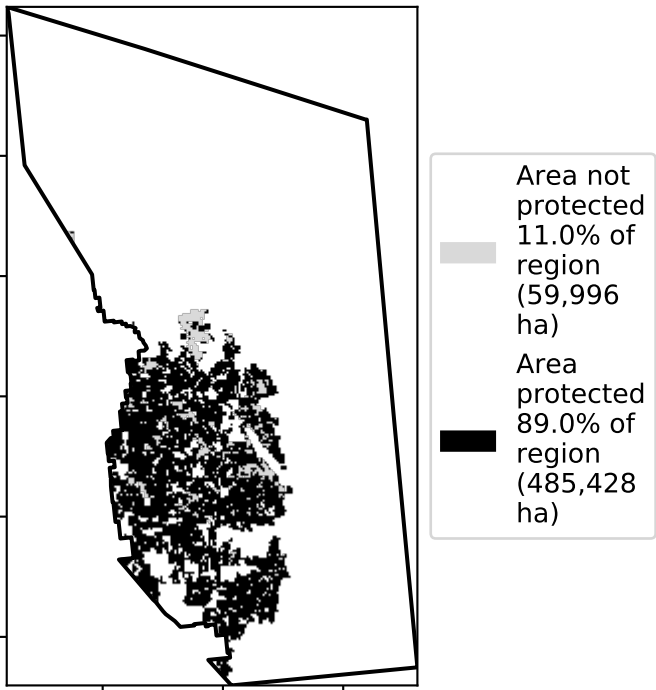 Area not
protected
11.0% of
region
(59,996
ha)
Area
protected
89.0% of
region
(485,428
ha)